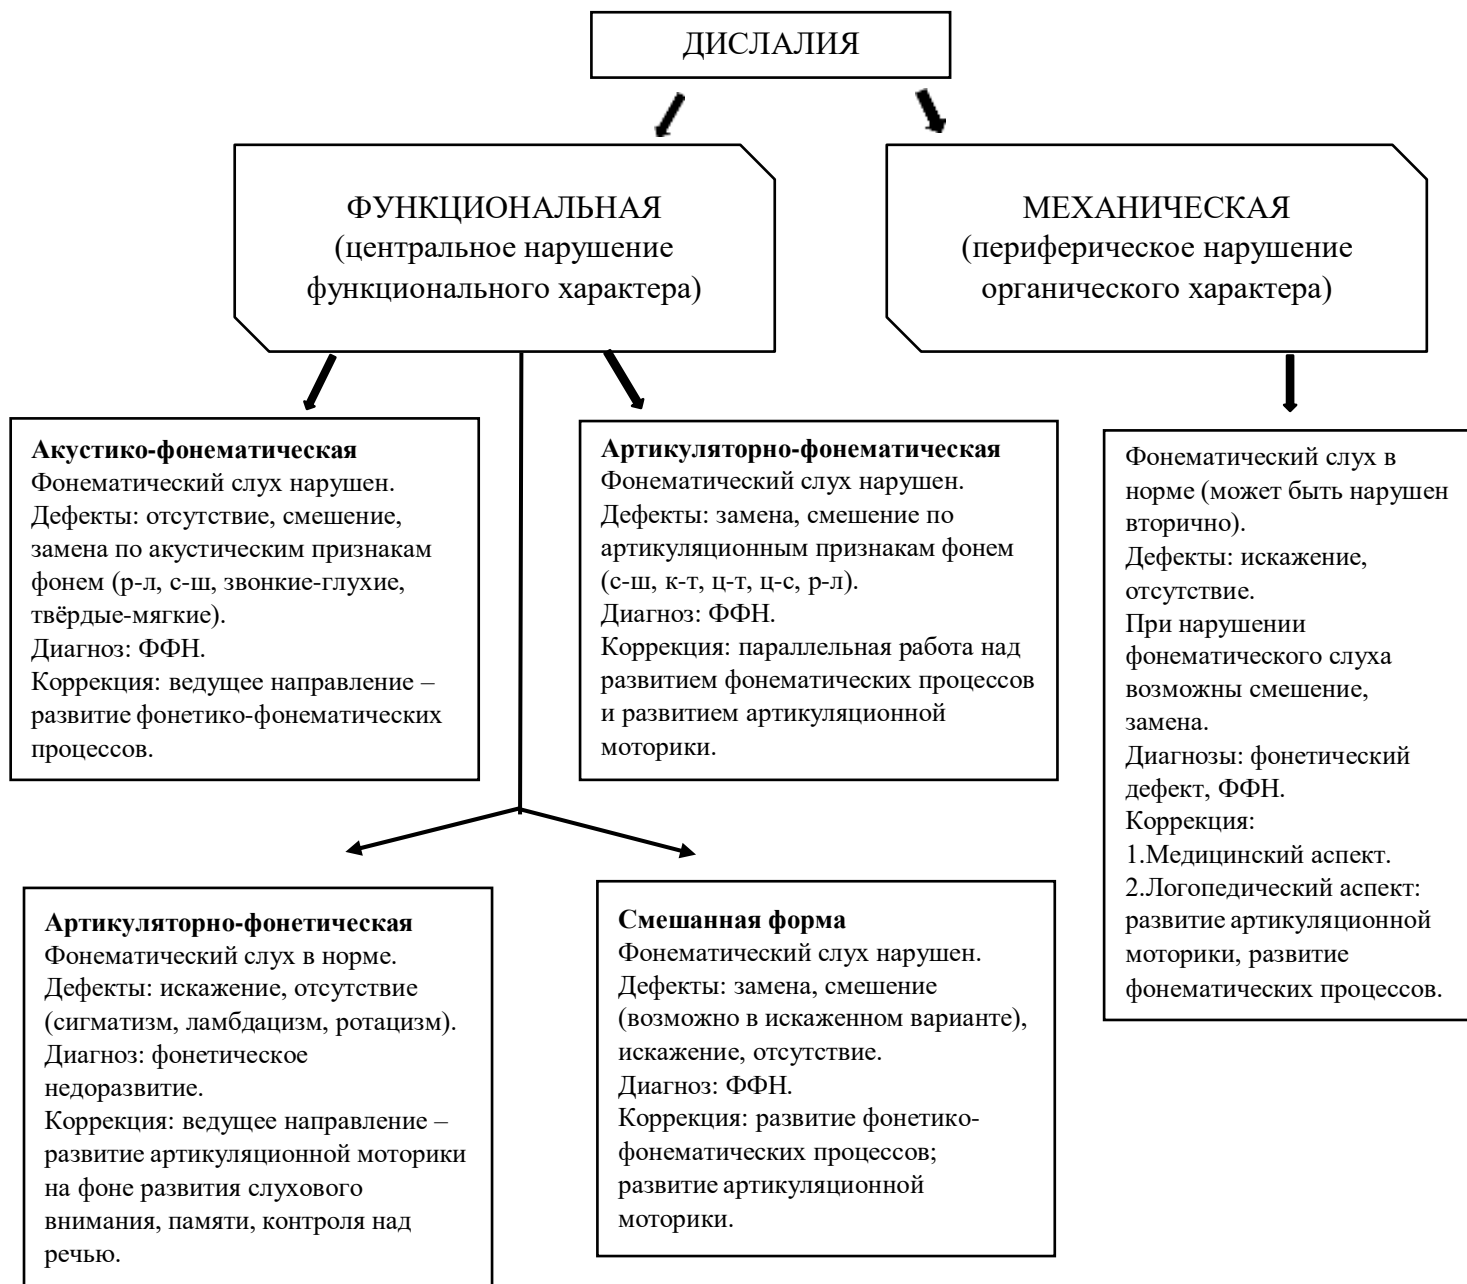 ДИСЛАЛИЯ
ФУНКЦИОНАЛЬНАЯ
(центральное нарушение
функционального характера)
МЕХАНИЧЕСКАЯ
(периферическое нарушение
органического характера)
Акустико-фонематическая
Фонематический слух нарушен.
Дефекты: отсутствие, смешение,
замена по акустическим признакам
фонем (р-л, с-ш, звонкие-глухие,
твёрдые-мягкие).
Диагноз: ФФН.
Коррекция: ведущее направление –
развитие фонетико-фонематических
процессов.
Артикуляторно-фонематическая
Фонематический слух нарушен.
Дефекты: замена, смешение по
артикуляционным признакам фонем
(с-ш, к-т, ц-т, ц-с, р-л).
Диагноз: ФФН.
Коррекция: параллельная работа над
развитием фонематических процессов
и развитием артикуляционной
моторики.
Фонематический слух в
норме (может быть нарушен
вторично).
Дефекты: искажение,
отсутствие.
При нарушении
фонематического слуха
возможны смешение,
замена.
Диагнозы: фонетический
дефект, ФФН.
Коррекция:
1.Медицинский аспект.
2.Логопедический аспект:
развитие артикуляционной
моторики, развитие
фонематических процессов.
Артикуляторно-фонетическая
Фонематический слух в норме.
Дефекты: искажение, отсутствие
(сигматизм, ламбдацизм, ротацизм).
Диагноз: фонетическое
недоразвитие.
Коррекция: ведущее направление –
развитие артикуляционной моторики
на фоне развития слухового
внимания, памяти, контроля над
речью.
Смешанная форма
Фонематический слух нарушен.
Дефекты: замена, смешение
(возможно в искаженном варианте),
искажение, отсутствие.
Диагноз: ФФН.
Коррекция: развитие фонетико-
фонематических процессов;
развитие артикуляционной
моторики.